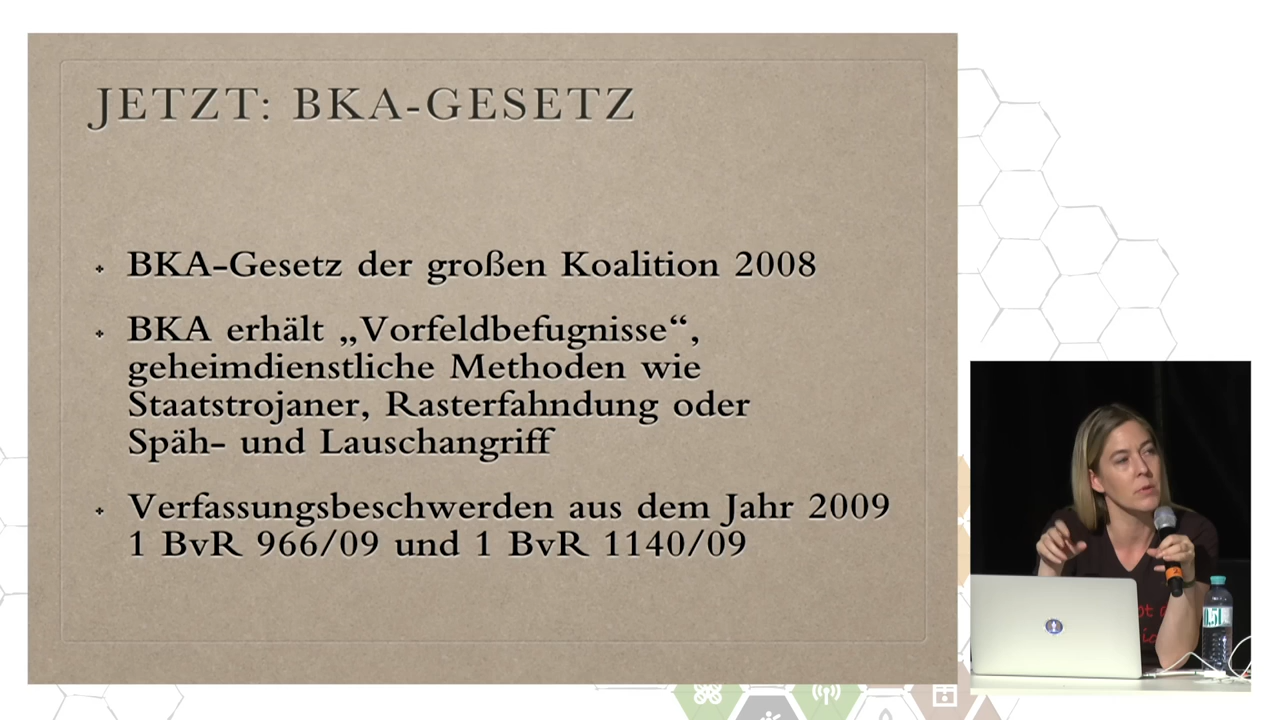 JETZT: BKA-GESETZ
BKA-Gesetz der großen Koalition 2008
BKA erhält „Vorfeldbefugnisse“,
geheimdienstliche Methoden wie
Staatstrojaner, Rasterfahndung oder
Späh- und Lauschangriff
Verfassungsbeschwerden aus dem Jahr 2009
1 BvR 966/09 und 1 BvR 1140/09